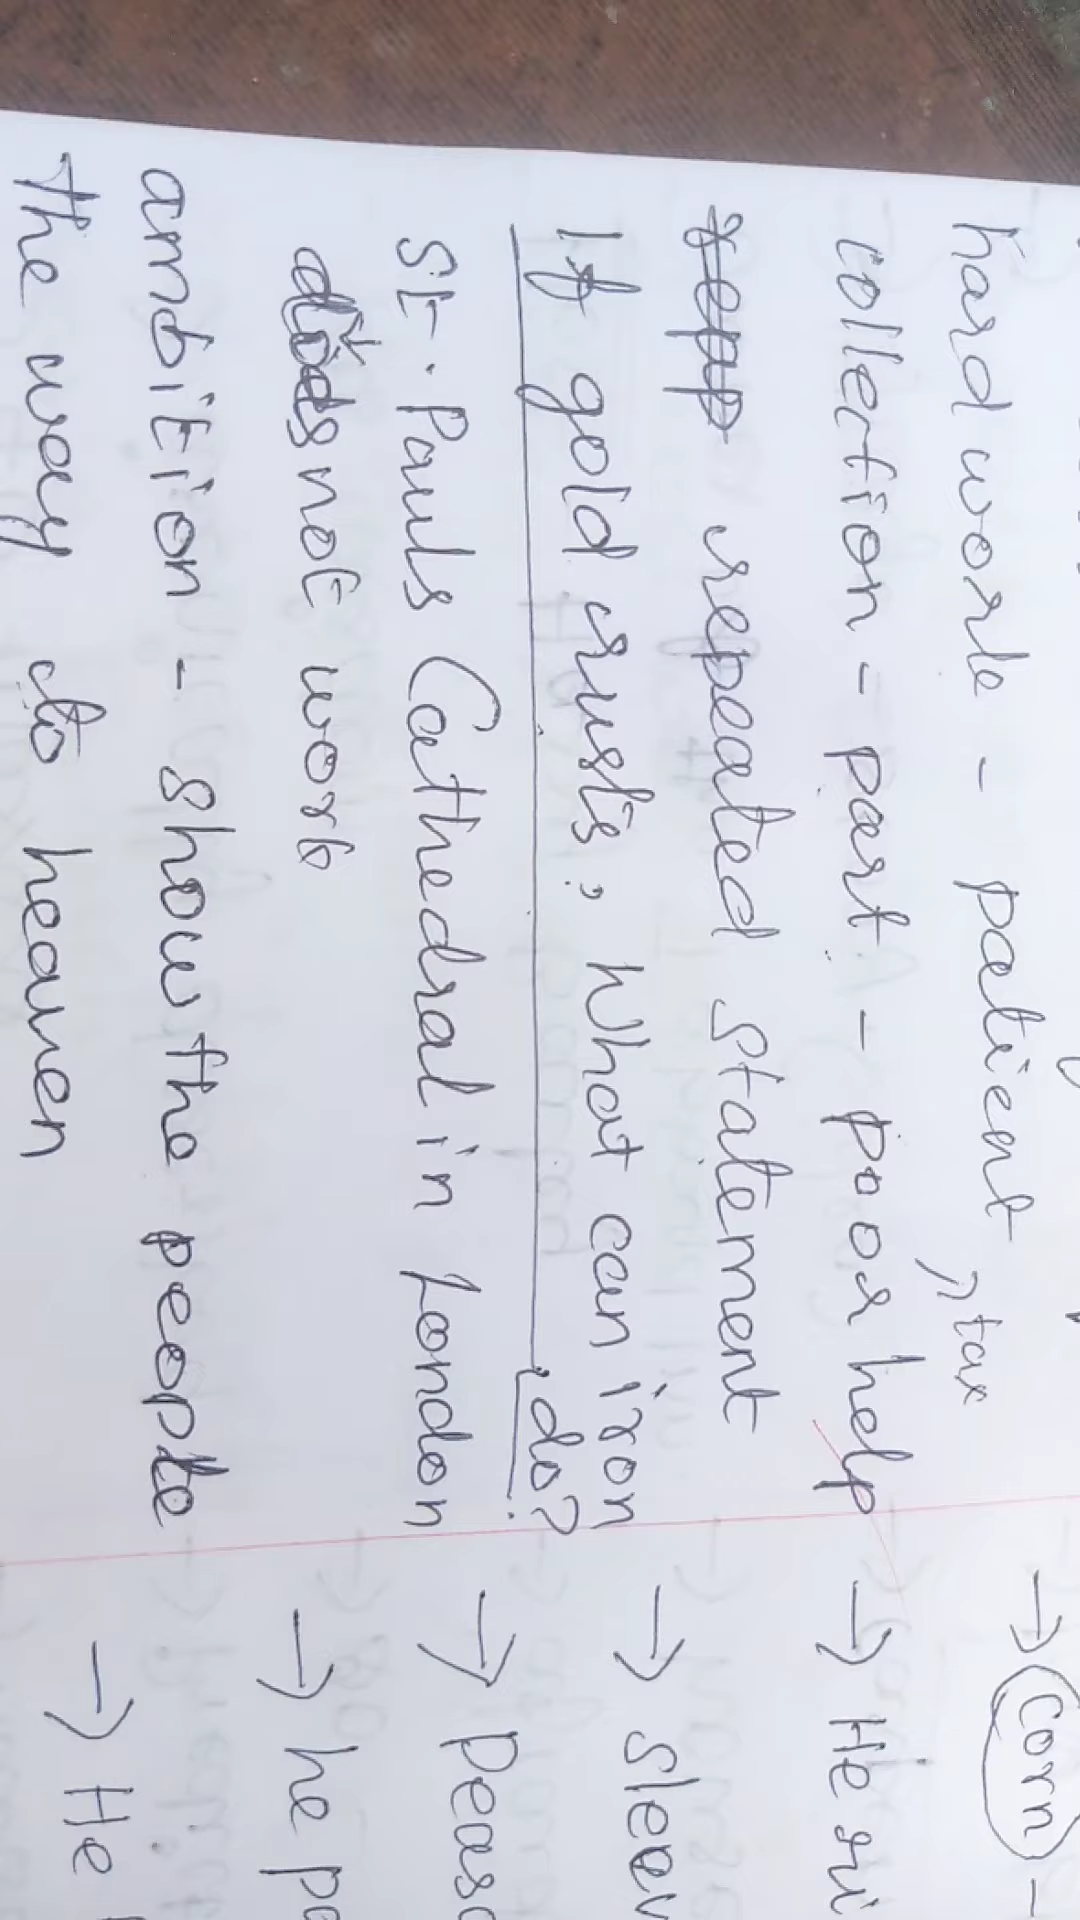 hard work - patient
tax
collection - part - poor help
repeated statement
If gold rusts, what can iron
do?
St. Pauls Cathedral in London
does not work
ambition - show the people
the way to heaven
→ Corn -
→ He ri
→
→ Peas
→ he pe
→ He